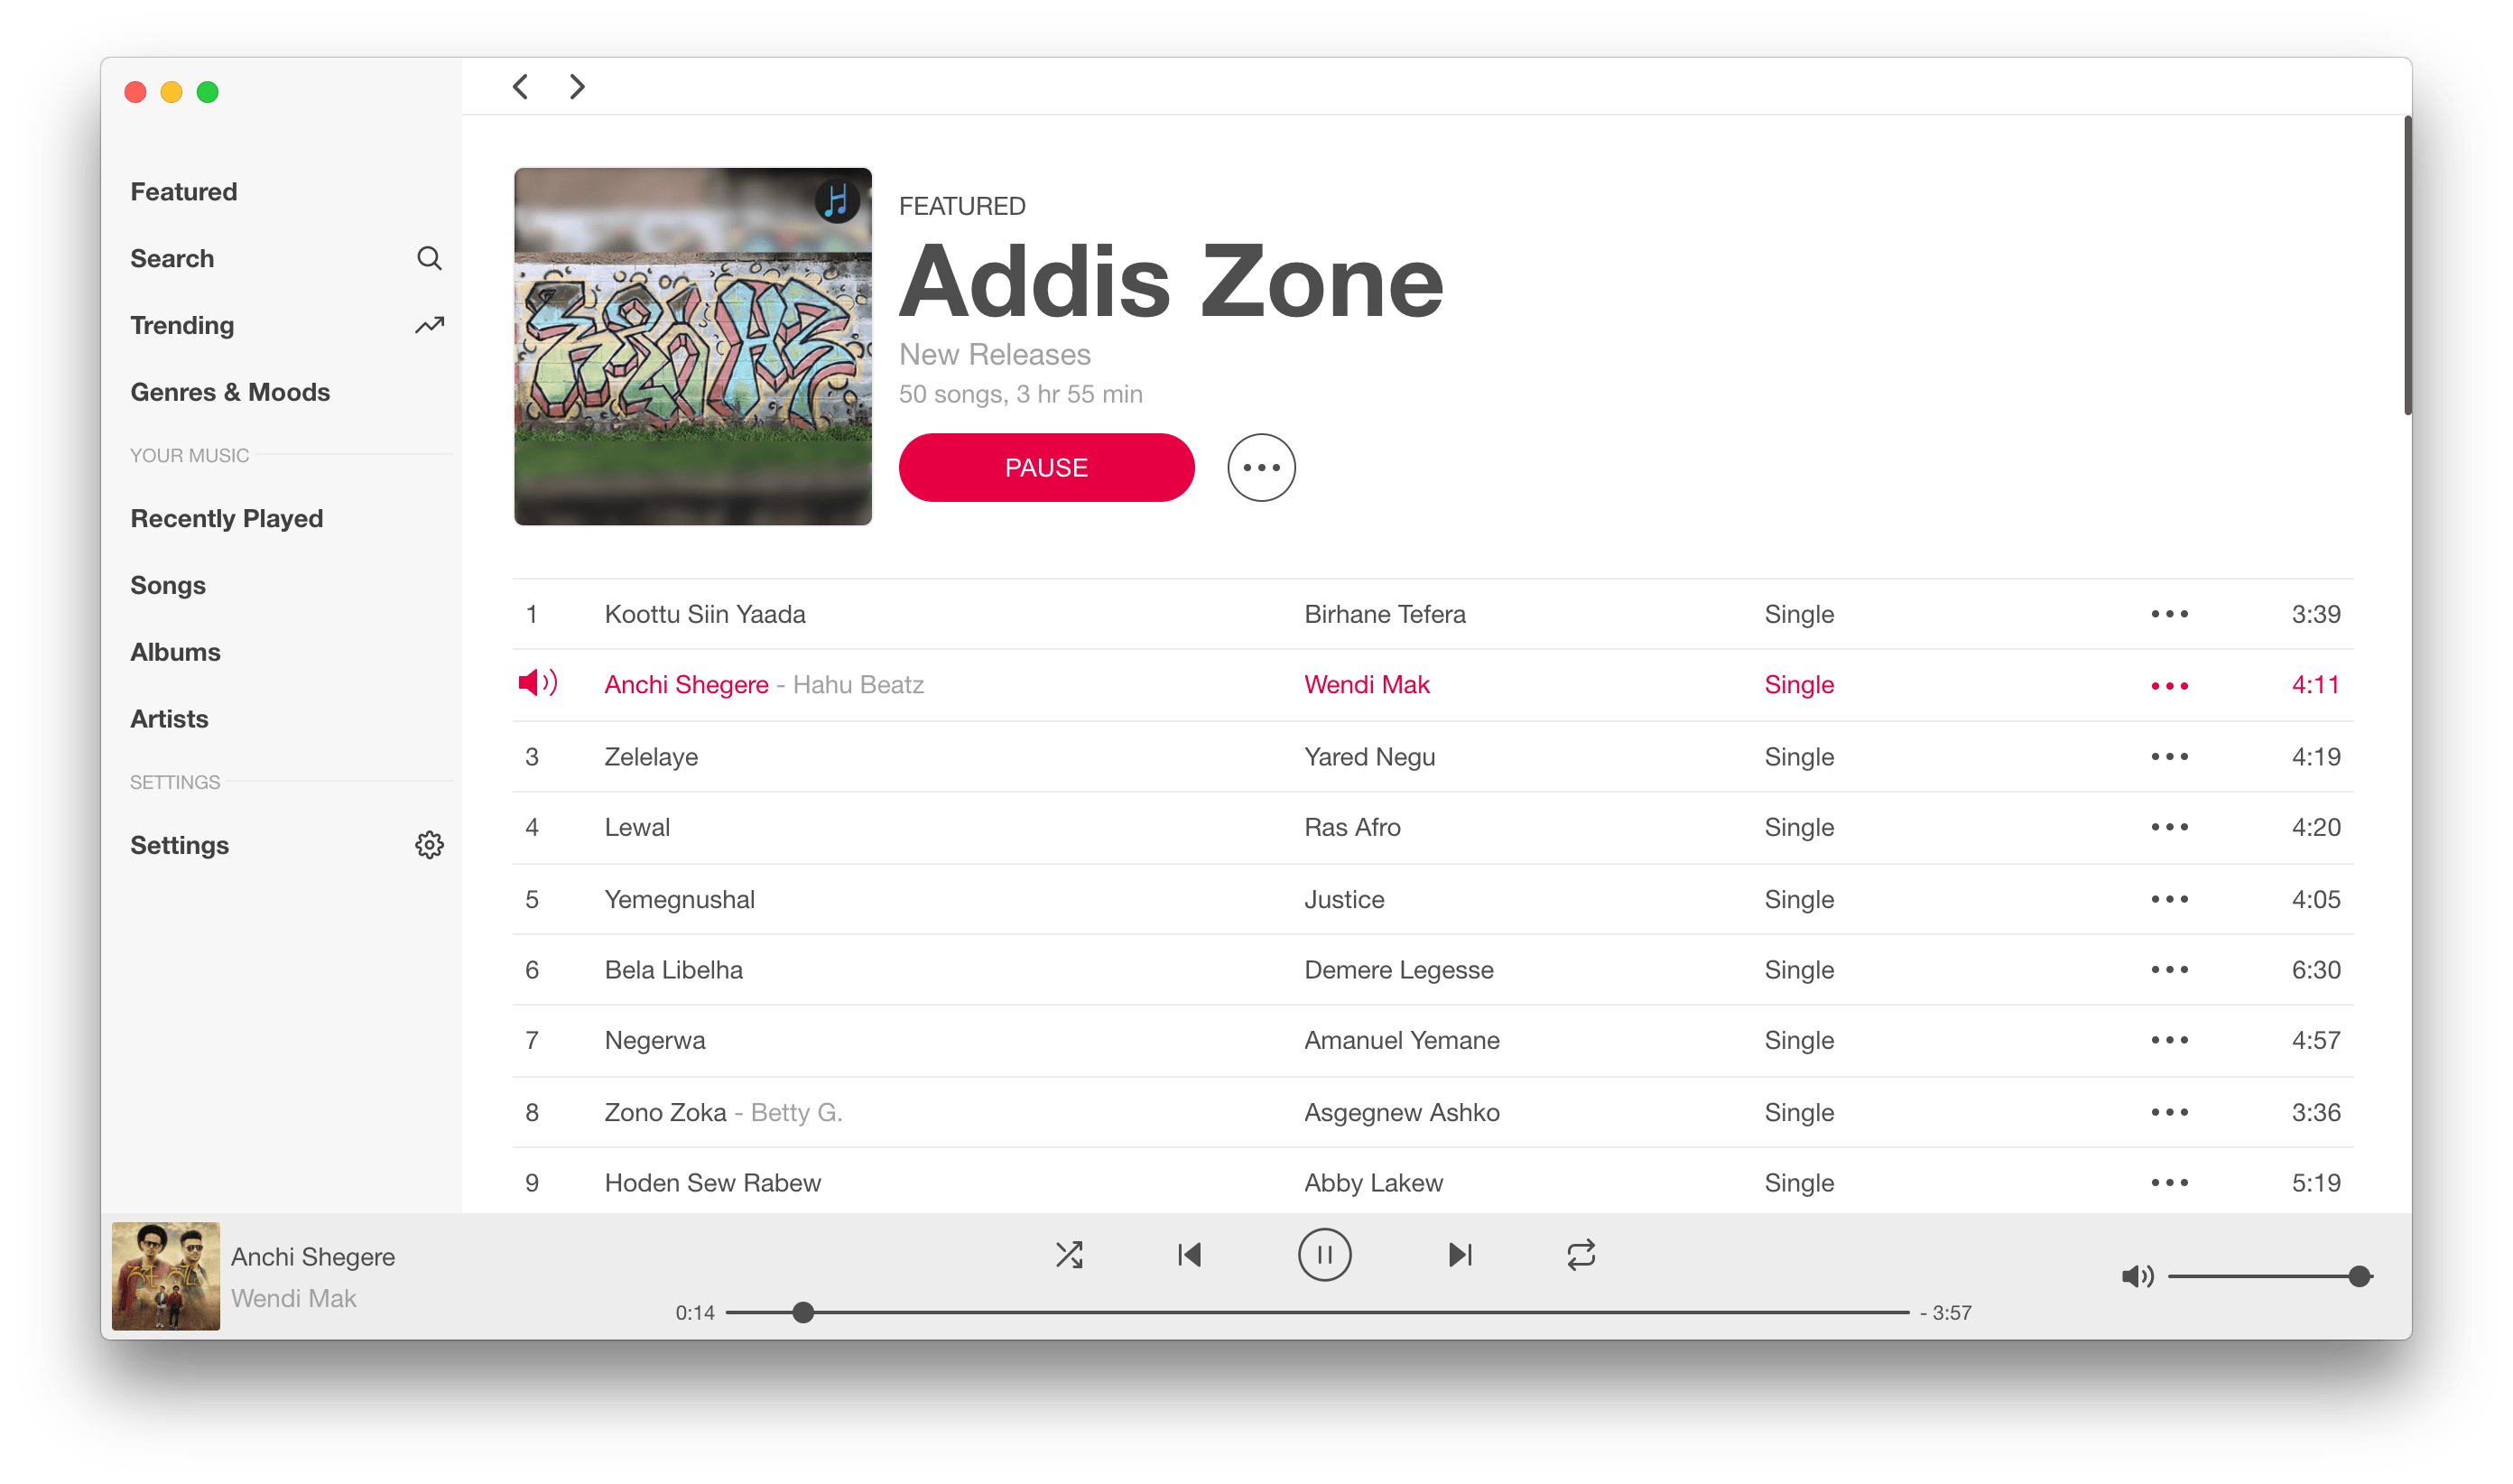 Featured
Search
Trending
Genres & Moods
YOUR MUSIC
Recently Played
Songs
Albums
Artists
SETTINGS
Settings
FEATURED
Addis Zone
New Releases
50 songs, 3 hr 55 min
PAUSE
1 Koottu Siin Yaada Birhane Tefera Single 3:39
Anchi Shegere - Hahu Beatz Wendi Mak Single 4:11
3 Zelelaye Yared Negu Single 4:19
4 Lewal Ras Afro Single 4:20
5 Yemegnushal Justice Single 4:05
6 Bela Libelha Demere Legesse Single 6:30
7 Negerwa Amanuel Yemane Single 4:57
8 Zono Zoka - Betty G. Asgegnew Ashko Single 3:36
9 Hoden Sew Rabew Abby Lakew Single 5:19
Anchi Shegere
Wendi Mak
0:14 - 3:57